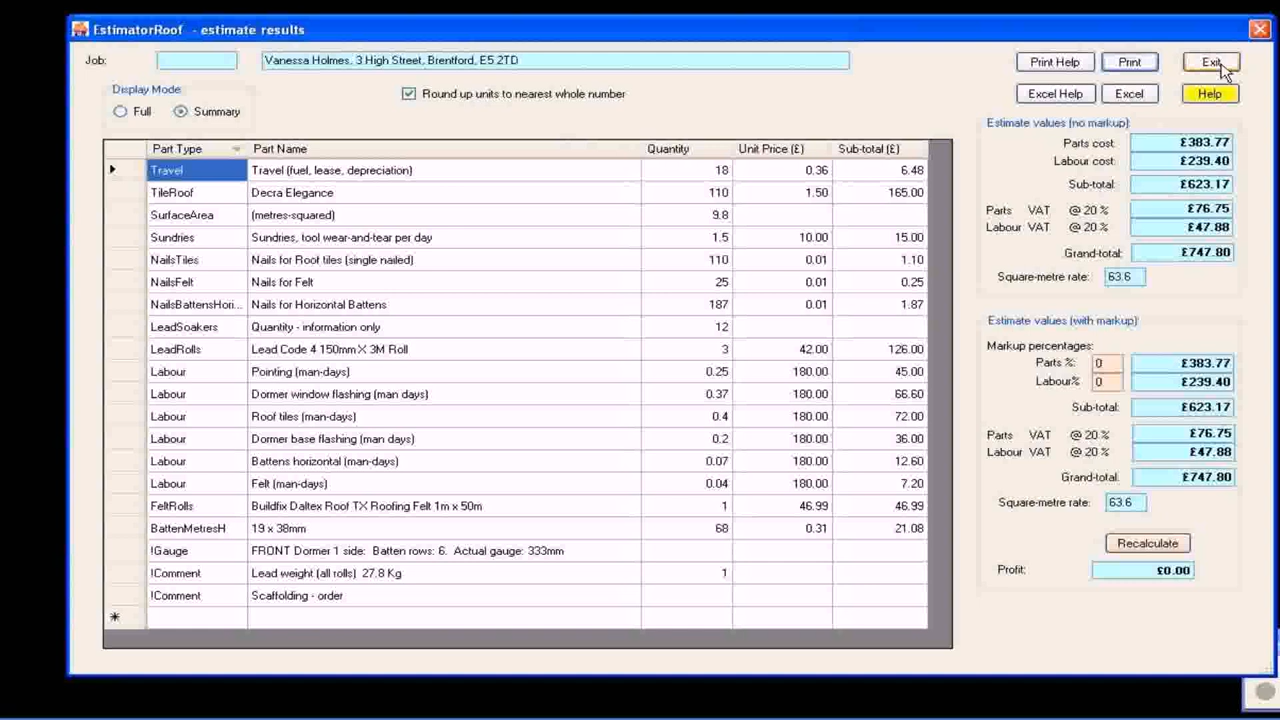 EstimatorRoof - estimate results
Job: Vanessa Holmes, 3 High Street, Brentford, E5 2TD
Print Help Print Exit
Display Mode
Full Summary
Round up units to nearest whole number
Excel Help Excel Help
Part Type Part Name Quantity Unit Price (£) Sub-total (£)
Travel Travel (fuel, lease, depreciation) 18 0.36 6.48
TileRoof Decra Elegance 110 1.50 165.00
SurfaceArea (metres-squared) 9.8
Sundries Sundries, tool wear-and-tear per day 1.5 10.00 15.00
NailsTiles Nails for Roof tiles (single nailed) 110 0.01 1.10
NailsFelt Nails for Felt 25 0.01 0.25
NailsBattensHori... Nails for Horizontal Battens 187 0.01 1.87
LeadSoakers Quantity - information only 12
LeadRolls Lead Code 4 150mm X 3M Roll 3 42.00 126.00
Labour Pointing (man-days) 0.25 180.00 45.00
Labour Dormer window flashing (man days) 0.37 180.00 66.60
Labour Roof tiles (man-days) 0.4 180.00 72.00
Labour Dormer base flashing (man days) 0.2 180.00 36.00
Labour Battens horizontal (man-days) 0.07 180.00 12.60
Labour Felt (man-days) 0.04 180.00 7.20
FeltRolls Buildfix Daltex Roof TX Roofing Felt 1m x 50m 1 46.99 46.99
BattenMetresH 19 x 38mm 68 0.31 21.08
!Gauge FRONT Dormer 1 side: Batten rows: 6. Actual gauge: 333mm
!Comment Lead weight (all rolls) 27.8 Kg 1
!Comment Scaffolding - order
Estimate values (no markup)
Parts cost: £383.77
Labour cost: £239.40
Sub-total: £623.17
Parts VAT @ 20 % £76.75
Labour VAT @ 20 % £47.88
Grand-total: £747.80
Square-metre rate: 63.6
Estimate values (with markup)
Markup percentages:
Parts %: 0 £383.77
Labour% 0 £239.40
Sub-total: £623.17
Parts VAT @ 20 % £76.75
Labour VAT @ 20 % £47.88
Grand-total: £747.80
Square-metre rate: 63.6
Recalculate
Profit: £0.00